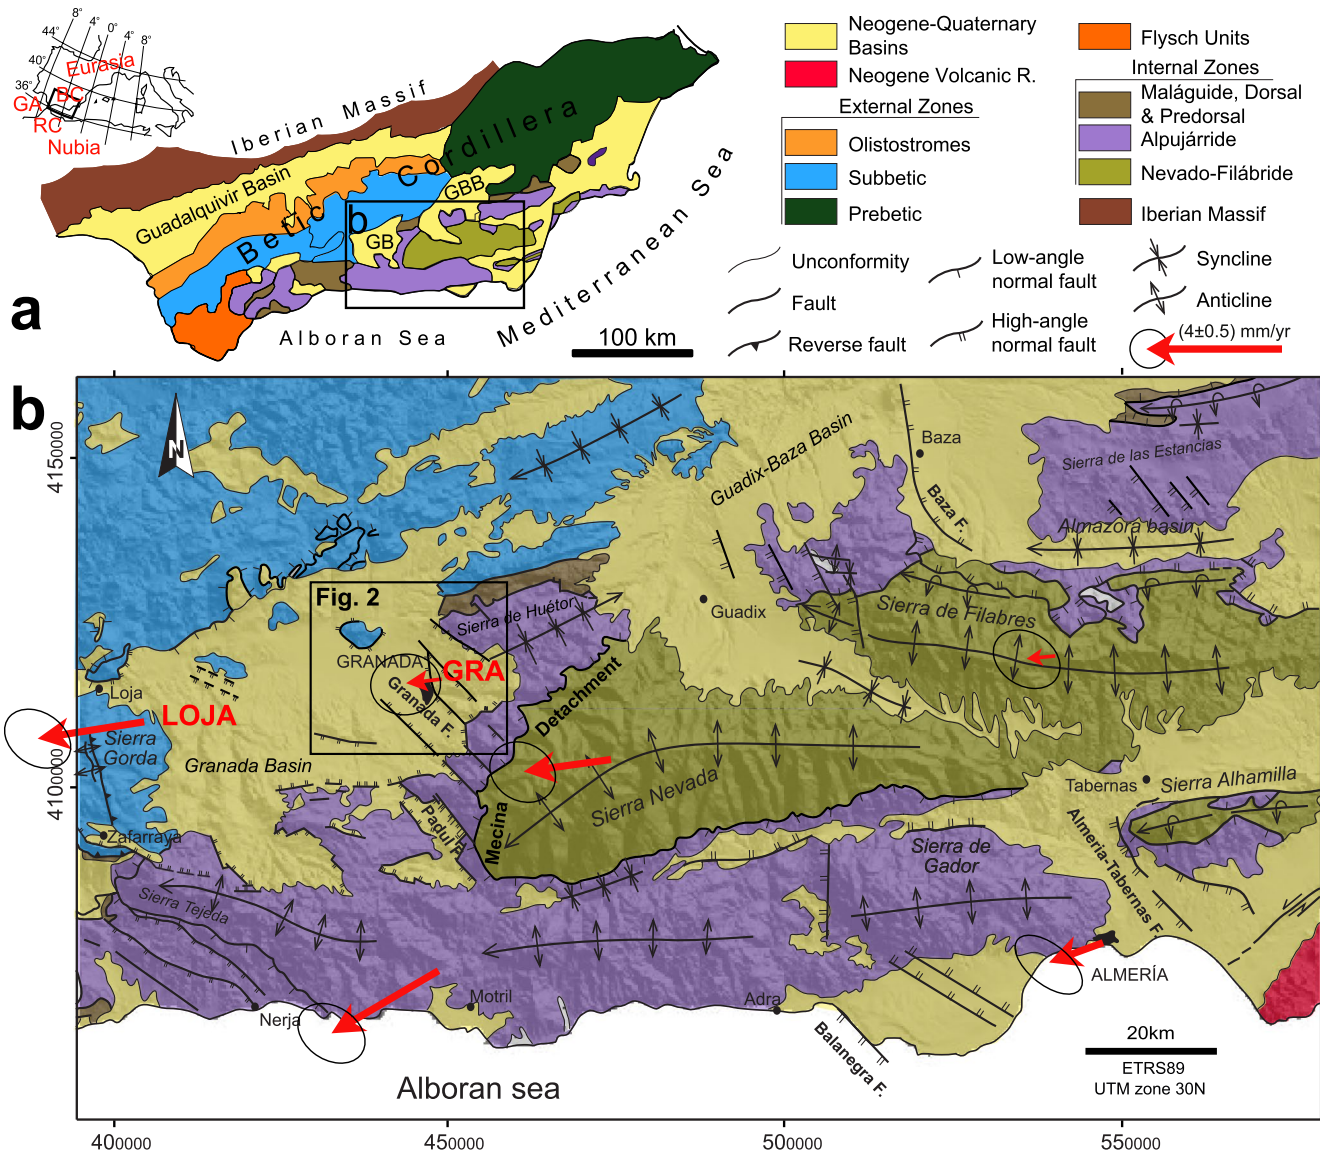 8°
4°
0°
4°
8°
44°
40°
36°
Eurasia
BC
GA
RC
Nubia
Iberian Massif
Guadalquivir Basin
Betic Cordillera
GBB
GB
b
a
Alboran Sea
Mediterranean Sea
100 km
Neogene-Quaternary
Basins
Neogene Volcanic R.
External Zones
Olistostromes
Subbetic
Prebetic
Flysch Units
Internal Zones
Maláguide, Dorsal
& Predorsal
Alpujárride
Nevado-Filábride
Iberian Massif
Unconformity
Fault
Reverse fault
Low-angle
normal fault
High-angle
normal fault
Syncline
Anticline
(4±0.5) mm/yr
b
N
4150000
4100000
Guadix-Baza Basin
Baza
Baza F.
Sierra de las Estancias
Almazora basin
Fig. 2
Sierra de Huétor
Guadix
Sierra de Filabres
GRANADA
GRA
Granada F.
Loja
LOJA
Sierra
Gorda
Granada Basin
Detachment
Mecina
Sierra Nevada
Tabernas
Sierra Alhamilla
Zafarraya
Padul F.
Sierra de
Gador
Almeria-Tabernas F.
Sierra Tejeda
Nerja
Motril
Adra
ALMERÍA
Balanegra F.
20km
ETRS89
UTM zone 30N
Alboran sea
400000
450000
500000
550000